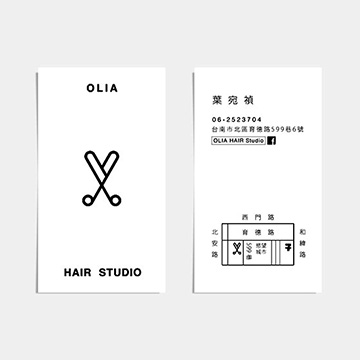 OLIA
HAIR STUDIO
葉宛禎
06-2523704
台南市北區育德路599巷6號
OLIA HAIR Studio
西門路
育德路
北安路
和緯路
599巷
慾望城市